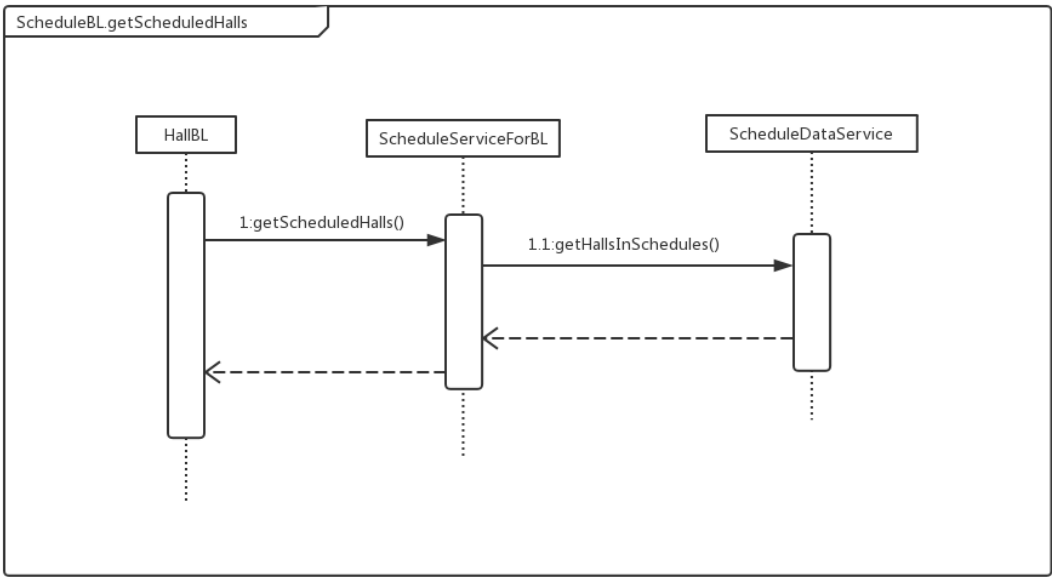 ScheduleBL.getScheduledHalls
HallBL
ScheduleServiceForBL
ScheduleDataService
1:getScheduledHalls()
1.1:getHallsInSchedules()